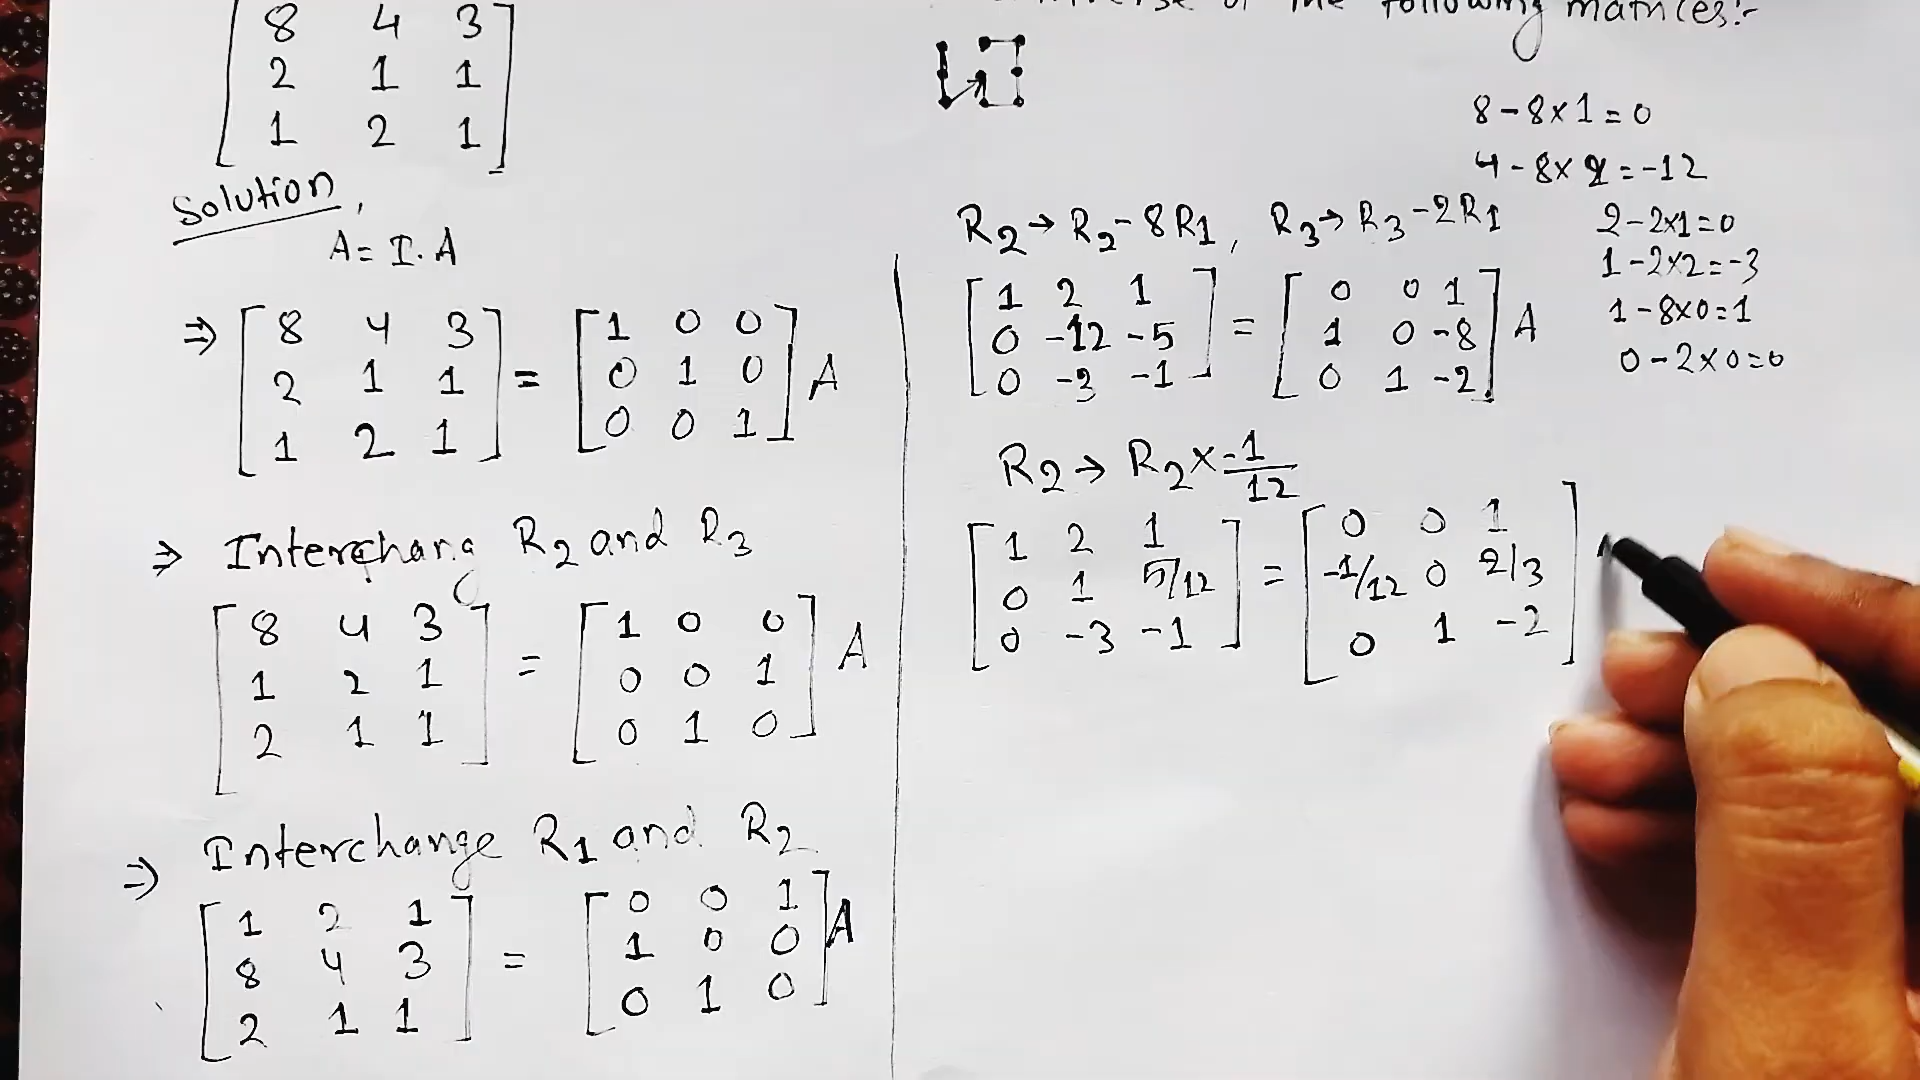 of the following matrices:-
8 4 3
2 1 1
1 2 1
Solution,
A = I. A
⇒ [8 4 3] = [1 0 0]
[2 1 1] = [0 1 0] A
[1 2 1] [0 0 1]
⇒ Interchang R2 and R3
[8 4 3] [1 0 0]
[1 2 1] = [0 0 1] A
[2 1 1] [0 1 0]
⇒ Interchange R1 and R2
[1 2 1] [0 0 1]
[8 4 3] = [1 0 0] A
[2 1 1] [0 1 0]
8 - 8×1 = 0
4 - 8×2 = -12
R2 → R2 - 8R1, R3 → R3 - 2R1
2 - 2×1 = 0
1 - 2×2 = -3
1 - 8×0 = 1
0 - 2×0 = 0
[1 2 1] [0 0 1]
[0 -12 -5] = [1 0 -8] A
[0 -3 -1] [0 1 -2]
R2 → R2 × -1/12
[1 2 1] [0 0 1]
[0 1 5/12] = [-1/12 0 2/3]
[0 -3 -1] [0 1 -2]